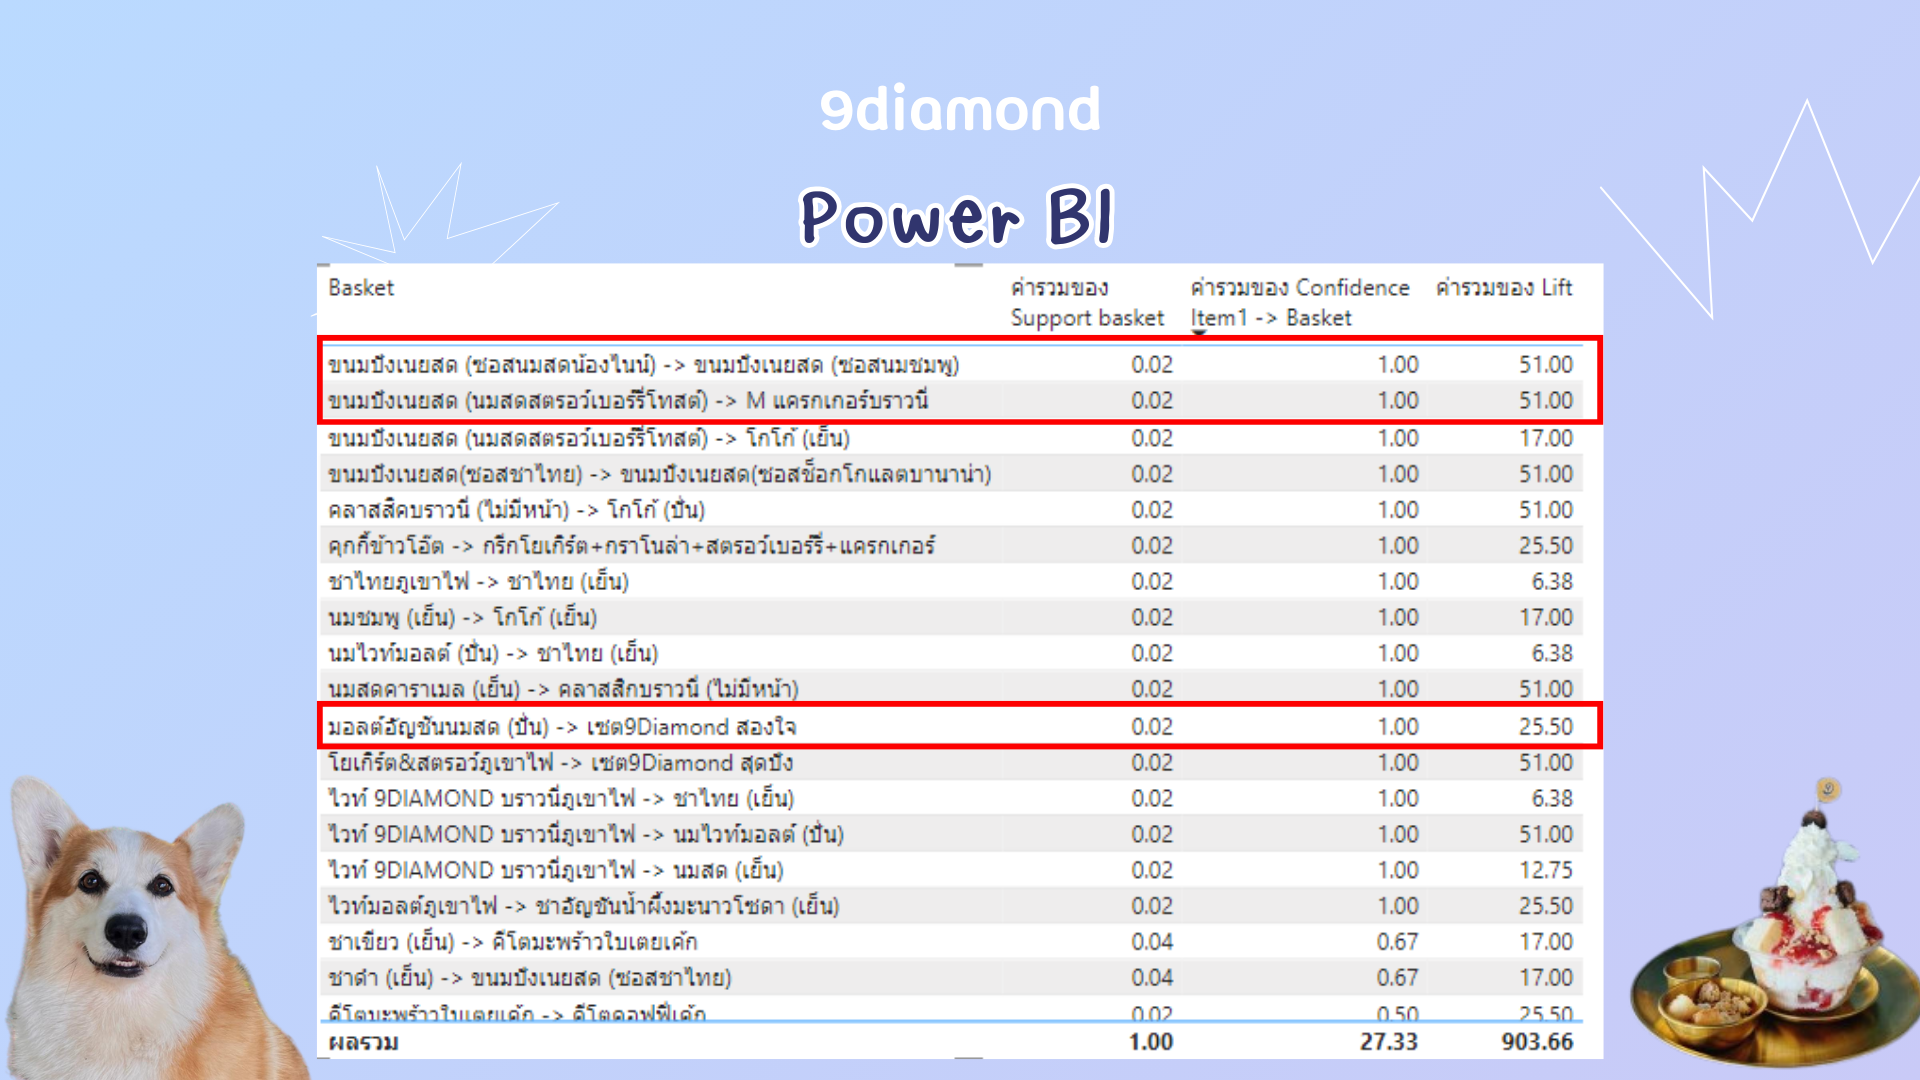 9diamond
Power BI
Basket ค่ารวมของ Support basket ค่ารวมของ Confidence Item1 -> Basket ค่ารวมของ Lift
ขนมปังเนยสด (ซอสนมสดน้องไนน์) -> ขนมปังเนยสด (ซอสนมชมพู) 0.02 1.00 51.00
ขนมปังเนยสด (นมสดสตรอว์เบอร์รี่โทสต์) -> M แครกเกอร์บราวนี่ 0.02 1.00 51.00
ขนมปังเนยสด (นมสดสตรอว์เบอร์รี่โทสต์) -> โกโก้ (เย็น) 0.02 1.00 17.00
ขนมปังเนยสด(ซอสชาไทย) -> ขนมปังเนยสด(ซอสช็อกโกแลตบานาน่า) 0.02 1.00 51.00
คลาสสิคบราวนี่ (ไม่มีหน้า) -> โกโก้ (ปั่น) 0.02 1.00 51.00
คุกกี้ข้าวโอ๊ต -> กรีกโยเกิร์ต+กราโนล่า+สตรอว์เบอร์รี่+แครกเกอร์ 0.02 1.00 25.50
ชาไทยภูเขาไฟ -> ชาไทย (เย็น) 0.02 1.00 6.38
นมชมพู (เย็น) -> โกโก้ (เย็น) 0.02 1.00 17.00
นมไวท์มอลต์ (ปั่น) -> ชาไทย (เย็น) 0.02 1.00 6.38
นมสดคาราเมล (เย็น) -> คลาสสิกบราวนี่ (ไม่มีหน้า) 0.02 1.00 51.00
มอลต์อัญชันนมสด (ปั่น) -> เซต9Diamond สองใจ 0.02 1.00 25.50
โยเกิร์ต&สตรอว์ภูเขาไฟ -> เซต9Diamond สุดปัง 0.02 1.00 51.00
ไวท์ 9DIAMOND บราวนี่ภูเขาไฟ -> ชาไทย (เย็น) 0.02 1.00 6.38
ไวท์ 9DIAMOND บราวนี่ภูเขาไฟ -> นมไวท์มอลต์ (ปั่น) 0.02 1.00 51.00
ไวท์ 9DIAMOND บราวนี่ภูเขาไฟ -> นมสด (เย็น) 0.02 1.00 12.75
ไวท์มอลต์ภูเขาไฟ -> ชาอัญชันน้ำผึ้งมะนาวโซดา (เย็น) 0.02 1.00 25.50
ชาเขียว (เย็น) -> คีโตมะพร้าวใบเตยเค้ก 0.04 0.67 17.00
ชาดำ (เย็น) -> ขนมปังเนยสด (ซอสชาไทย) 0.04 0.67 17.00
คีโตมะพร้าวใบเตยเค้ก -> คีโตคอฟฟี่เค้ก 0.02 0.50 25.50
ผลรวม 1.00 27.33 903.66
9